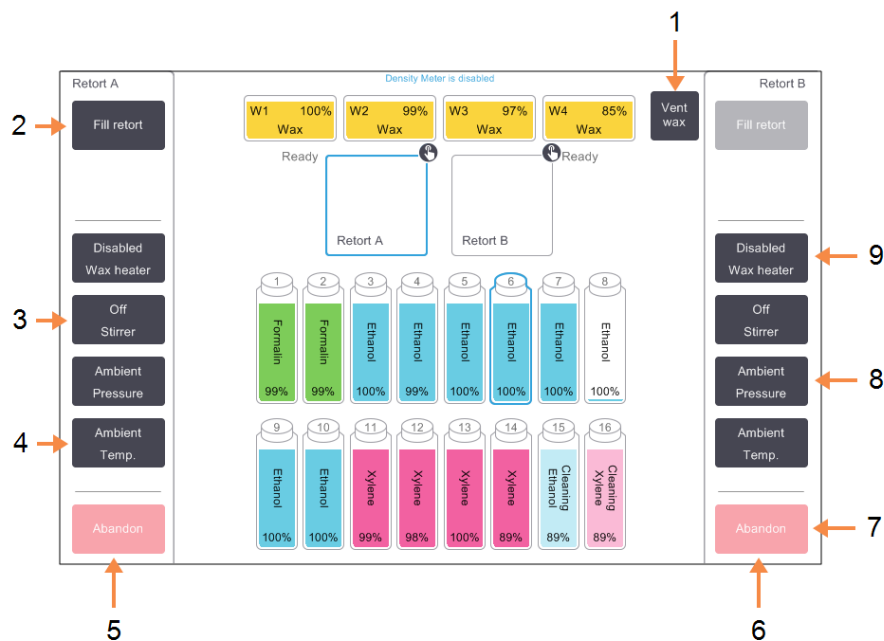 1
Density Meter is disabled
Retort A
Retort B
2
Fill retort
W1 100%
Wax
W2 99%
Wax
W3 97%
Wax
W4 85%
Wax
Vent
wax
Fill retort
Ready
Ready
Retort A
Retort B
Disabled
Wax heater
Disabled
Wax heater
9
3
Off
Stirrer
Off
Stirrer
1
Formalin
99%
2
Formalin
99%
3
Ethanol
100%
4
Ethanol
99%
5
Ethanol
100%
6
Ethanol
100%
7
Ethanol
100%
8
Ethanol
100%
Ambient
Pressure
Ambient
Pressure
8
4
Ambient
Temp.
Ambient
Temp.
9
Ethanol
100%
10
Ethanol
100%
11
Xylene
99%
12
Xylene
98%
13
Xylene
100%
14
Xylene
89%
15
Cleaning
Ethanol
89%
16
Cleaning
Xylene
89%
Abandon
Abandon
7
5
6